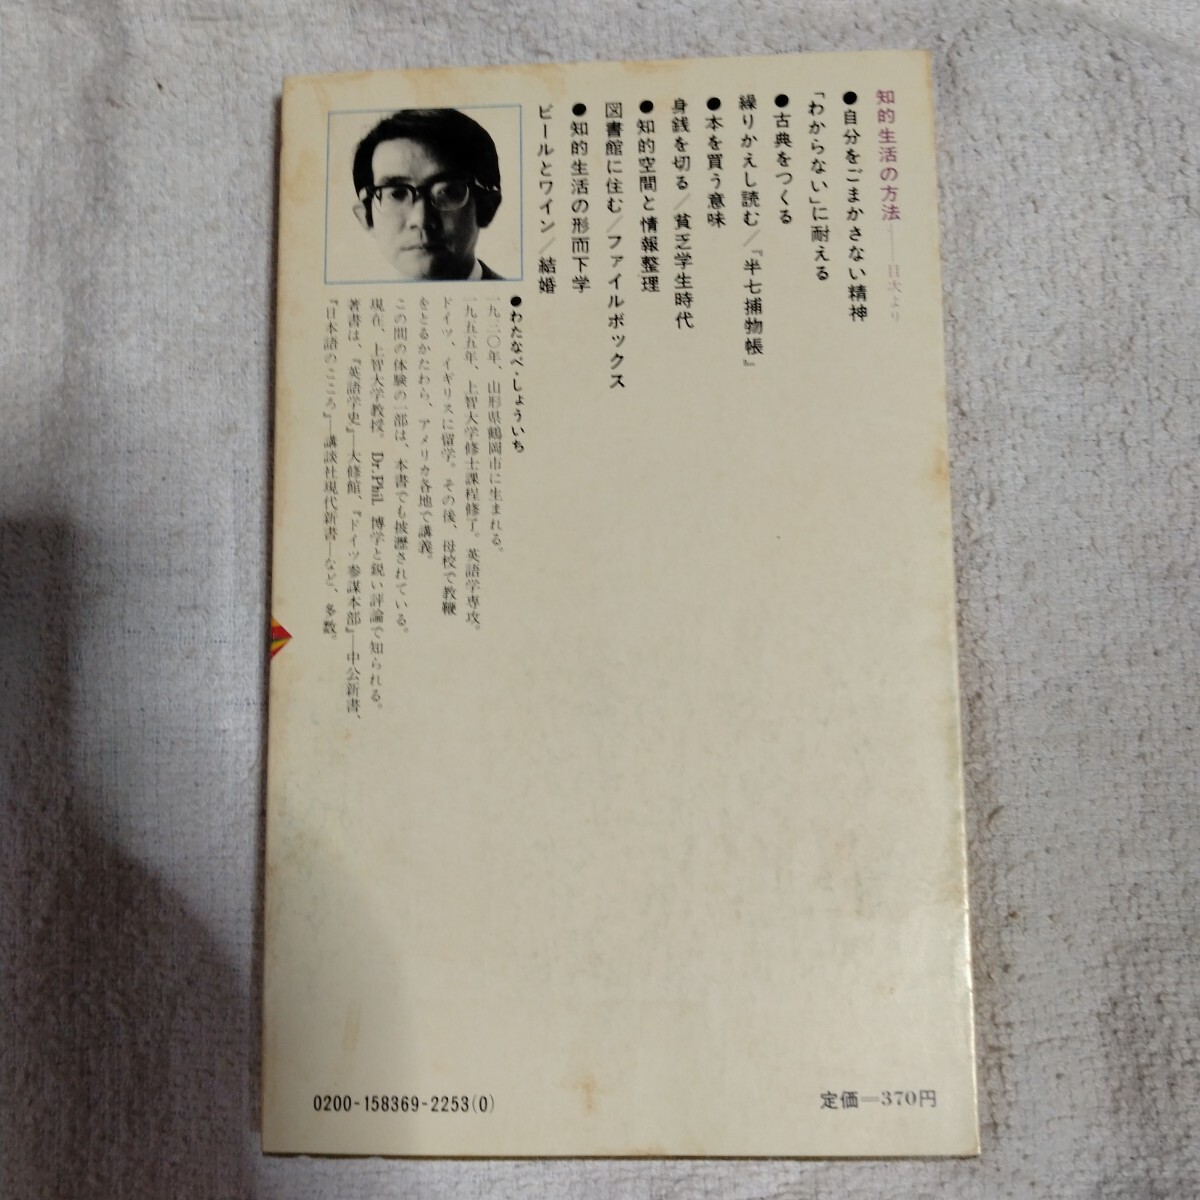 知的生活の方法——目次より
●自分をごまかさない精神
「わからない」に耐える
●古典をつくる
繰りかえし読む/『半七捕物帳』
●本を買う意味
身銭を切る/貧乏学生時代
●知的空間と情報整理
図書館に住む/ファイルボックス
●知的生活の形而下学
ビールとワイン/結婚
●わたなべ・しょういち
一九三〇年、山形県鶴岡市に生まれる。
一九五五年、上智大学修士課程修了。英語学専攻。
ドイツ、イギリスに留学。その後、母校で教鞭
をとるかたわら、アメリカ各地で講義。
この間の体験の一部は、本書でも披瀝されている。
現在、上智大学教授。Dr. Phil. 博学と鋭い評論で知られる。
著書は、『英語学史』—大修館、『ドイツ参謀本部』—中公新書、
『日本語のこころ』—講談社現代新書—など、多数。
0200-158369-2253(0)
定価=370円